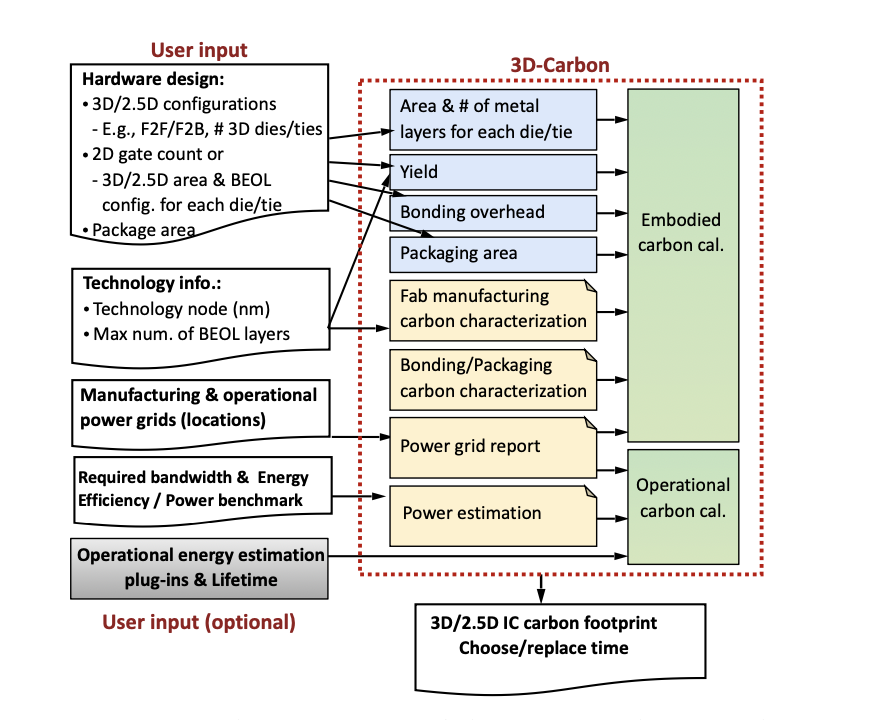 User input
Hardware design:
• 3D/2.5D configurations
- E.g., F2F/F2B, # 3D dies/ties
• 2D gate count or
- 3D/2.5D area & BEOL
config. for each die/tie
• Package area
Technology info.:
• Technology node (nm)
• Max num. of BEOL layers
Manufacturing & operational
power grids (locations)
Required bandwidth & Energy
Efficiency / Power benchmark
Operational energy estimation
plug-ins & Lifetime
User input (optional)
3D-Carbon
Area & # of metal
layers for each die/tie
Yield
Bonding overhead
Packaging area
Fab manufacturing
carbon characterization
Bonding/Packaging
carbon characterization
Power grid report
Power estimation
Embodied
carbon cal.
Operational
carbon cal.
3D/2.5D IC carbon footprint
Choose/replace time